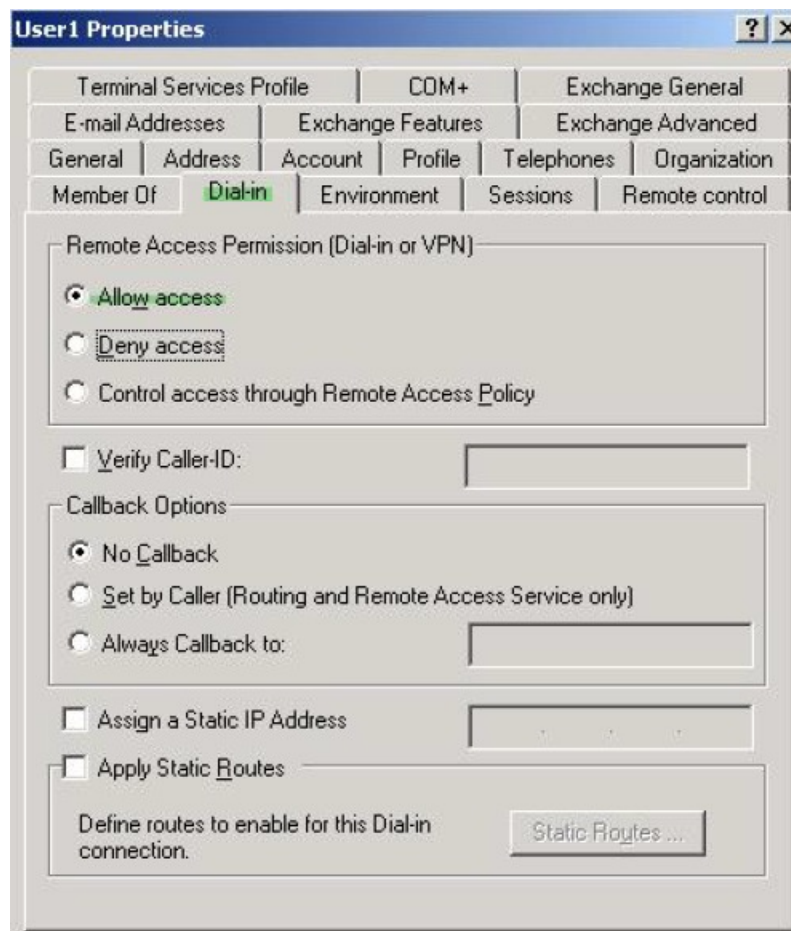 User1 Properties
Terminal Services Profile COM+ Exchange General
E-mail Addresses Exchange Features Exchange Advanced
General Address Account Profile Telephones Organization
Member Of Dial-in Environment Sessions Remote control
Remote Access Permission (Dial-in or VPN)
Allow access
Deny access
Control access through Remote Access Policy
Verify Caller-ID:
Callback Options
No Callback
Set by Caller (Routing and Remote Access Service only)
Always Callback to:
Assign a Static IP Address
Apply Static Routes
Define routes to enable for this Dial-in
connection.
Static Routes ...